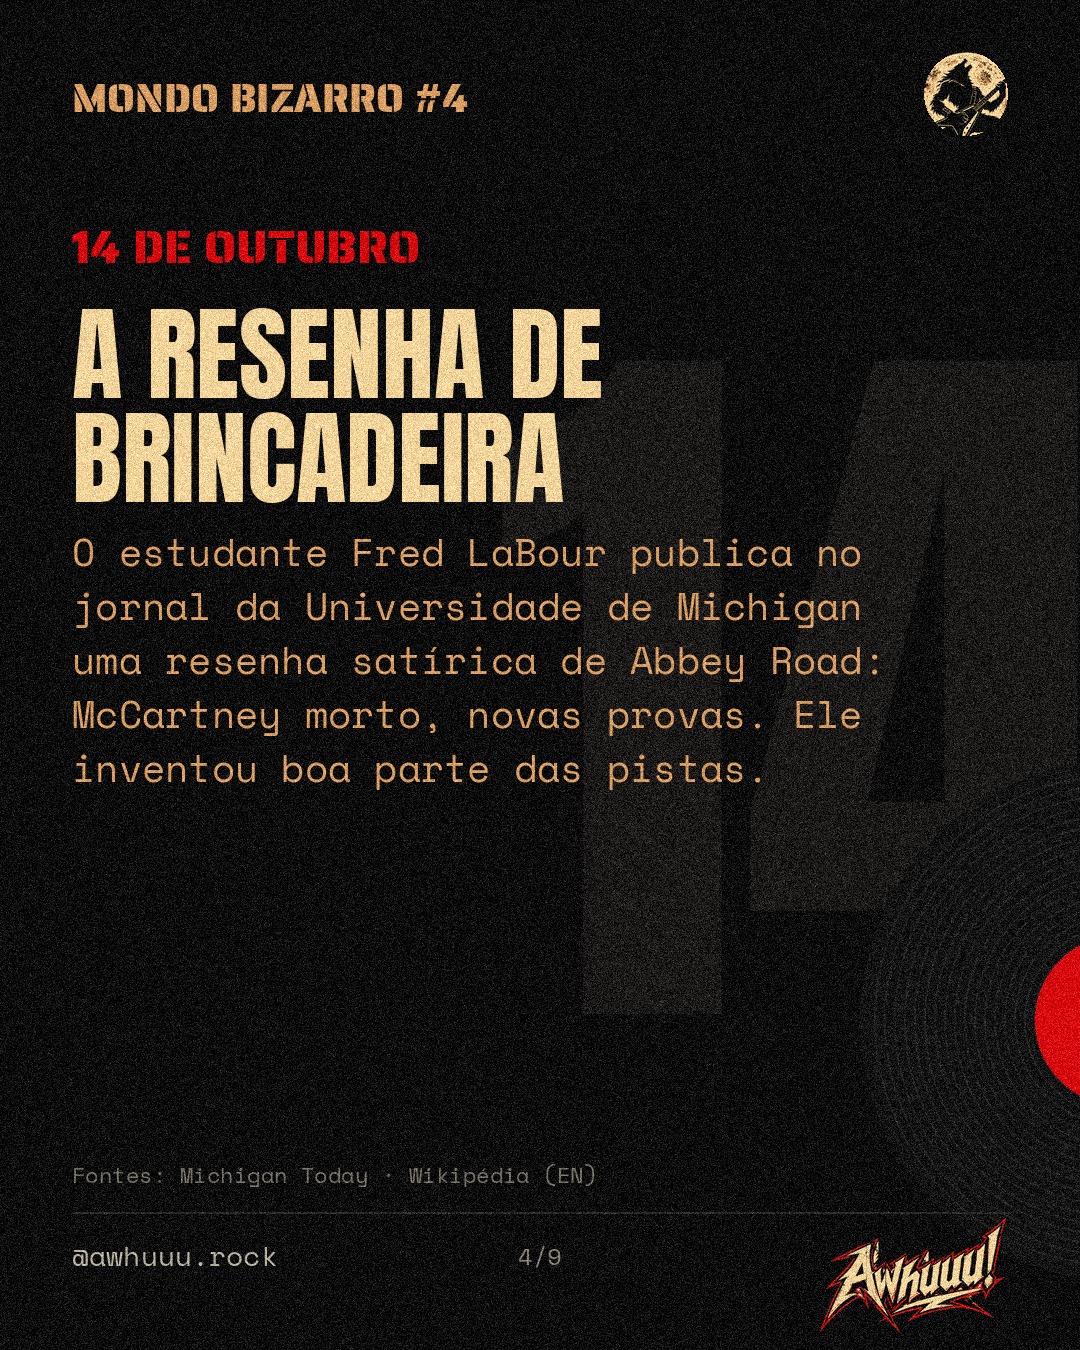 MONDO BIZARRO #4
14 DE OUTUBRO
A RESENHA DE
BRINCADEIRA
14
O estudante Fred LaBour publica no
jornal da Universidade de Michigan
uma resenha satírica de Abbey Road:
McCartney morto, novas provas. Ele
inventou boa parte das pistas.
Fontes: Michigan Today · Wikipédia (EN)
@awhuuu.rock
4/9
Awhuuu!